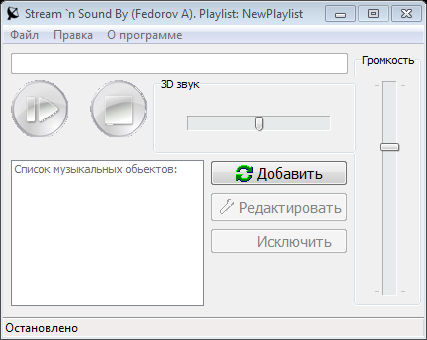 Stream `n Sound By (Fedorov A). Playlist: NewPlaylist
Файл Правка О программе
Громкость
3D звук
Список музыкальных обьектов:
Добавить
Редактировать
Исключить
Остановлено